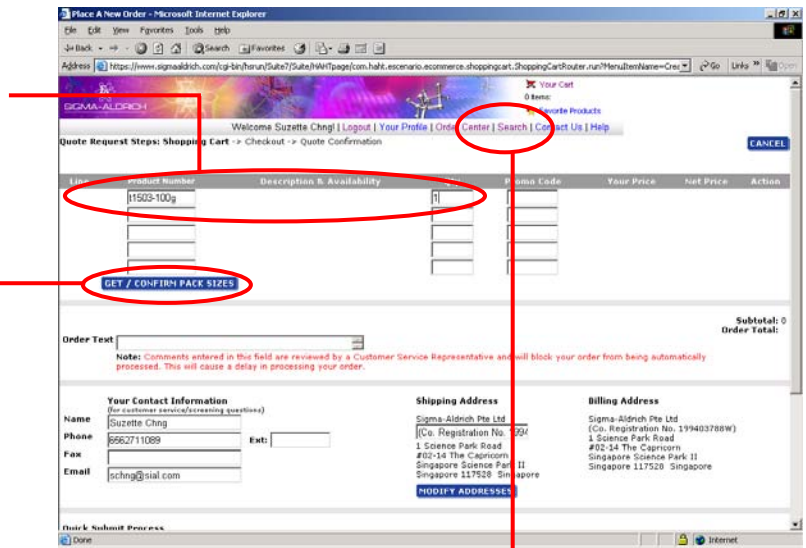 Place A New Order - Microsoft Internet Explorer
File Edit View Favorites Tools Help
Back Search Favorites
Address https://www.sigmaaldrich.com/cgi-bin/hsrun/Suite7/Suite/HAHTpage/com.haht.escenario.ecommerce.shoppingcart.ShoppingCartRouter.run?MenuItemName=Crea Go Links
SIGMA-ALDRICH
Your Cart
0 Items:
Favorite Products
Welcome Suzette Chng! | Logout | Your Profile | Order Center | Search | Contact Us | Help
Quote Request Steps: Shopping Cart -> Checkout -> Quote Confirmation
CANCEL
Line Product Number Description & Availability Promo Code Your Price Net Price Action
t1503-100g 1
GET / CONFIRM PACK SIZES
Subtotal: 0
Order Total:
Order Text
Note: Comments entered in this field are reviewed by a Customer Service Representative and will block your order from being automatically
processed. This will cause a delay in processing your order.
Your Contact Information
(for customer service/screening questions)
Name Suzette Chng
Phone 6562711089 Ext:
Fax
Email schng@sial.com
Shipping Address
Sigma-Aldrich Pte Ltd
(Co. Registration No. 1994
1 Science Park Road
#02-14 The Capricorn
Singapore Science Park II
Singapore 117528 Singapore
MODIFY ADDRESSES
Billing Address
Sigma-Aldrich Pte Ltd
(Co. Registration No. 199403788W)
1 Science Park Road
#02-14 The Capricorn
Singapore Science Park II
Singapore 117528 Singapore
Quick Submit Process
Done Internet